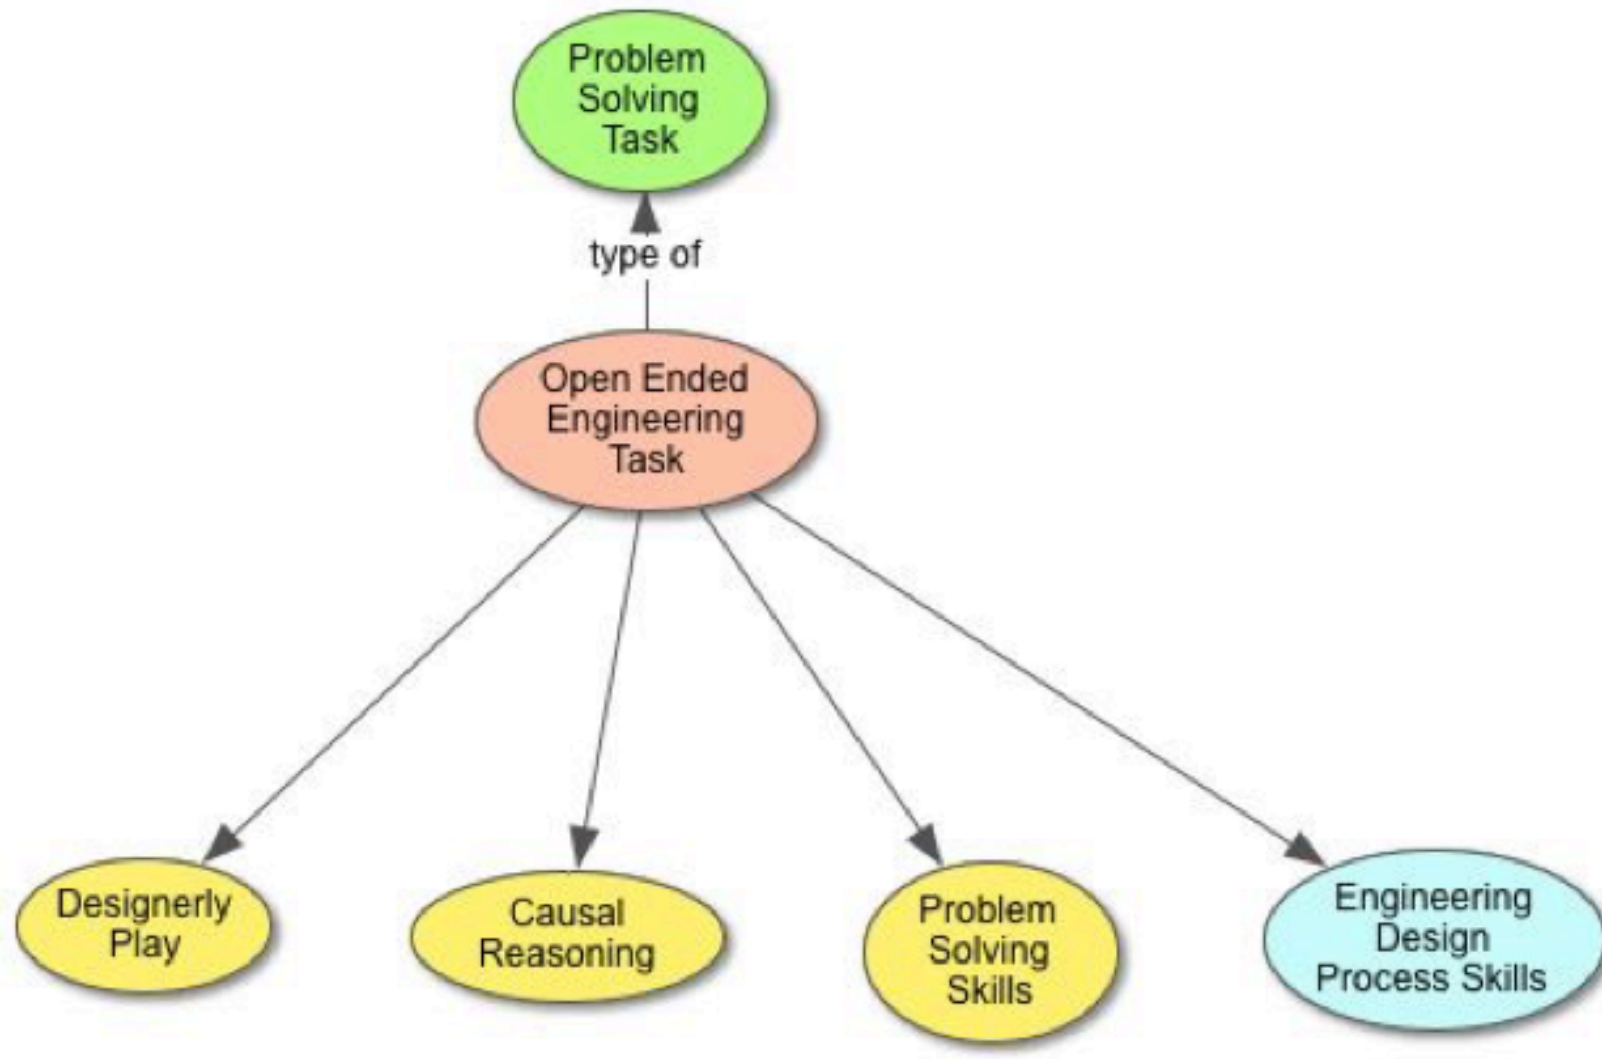 Problem
Solving
Task
type of
Open Ended
Engineering
Task
Designerly
Play
Causal
Reasoning
Problem
Solving
Skills
Engineering
Design
Process Skills